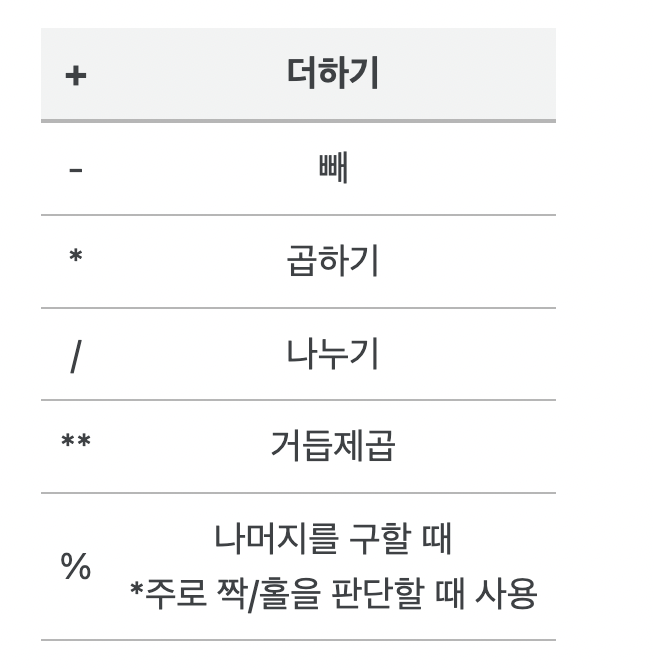 + 더하기
- 빼
* 곱하기
/ 나누기
** 거듭제곱
% 나머지를 구할 때
*주로 짝/홀을 판단할 때 사용